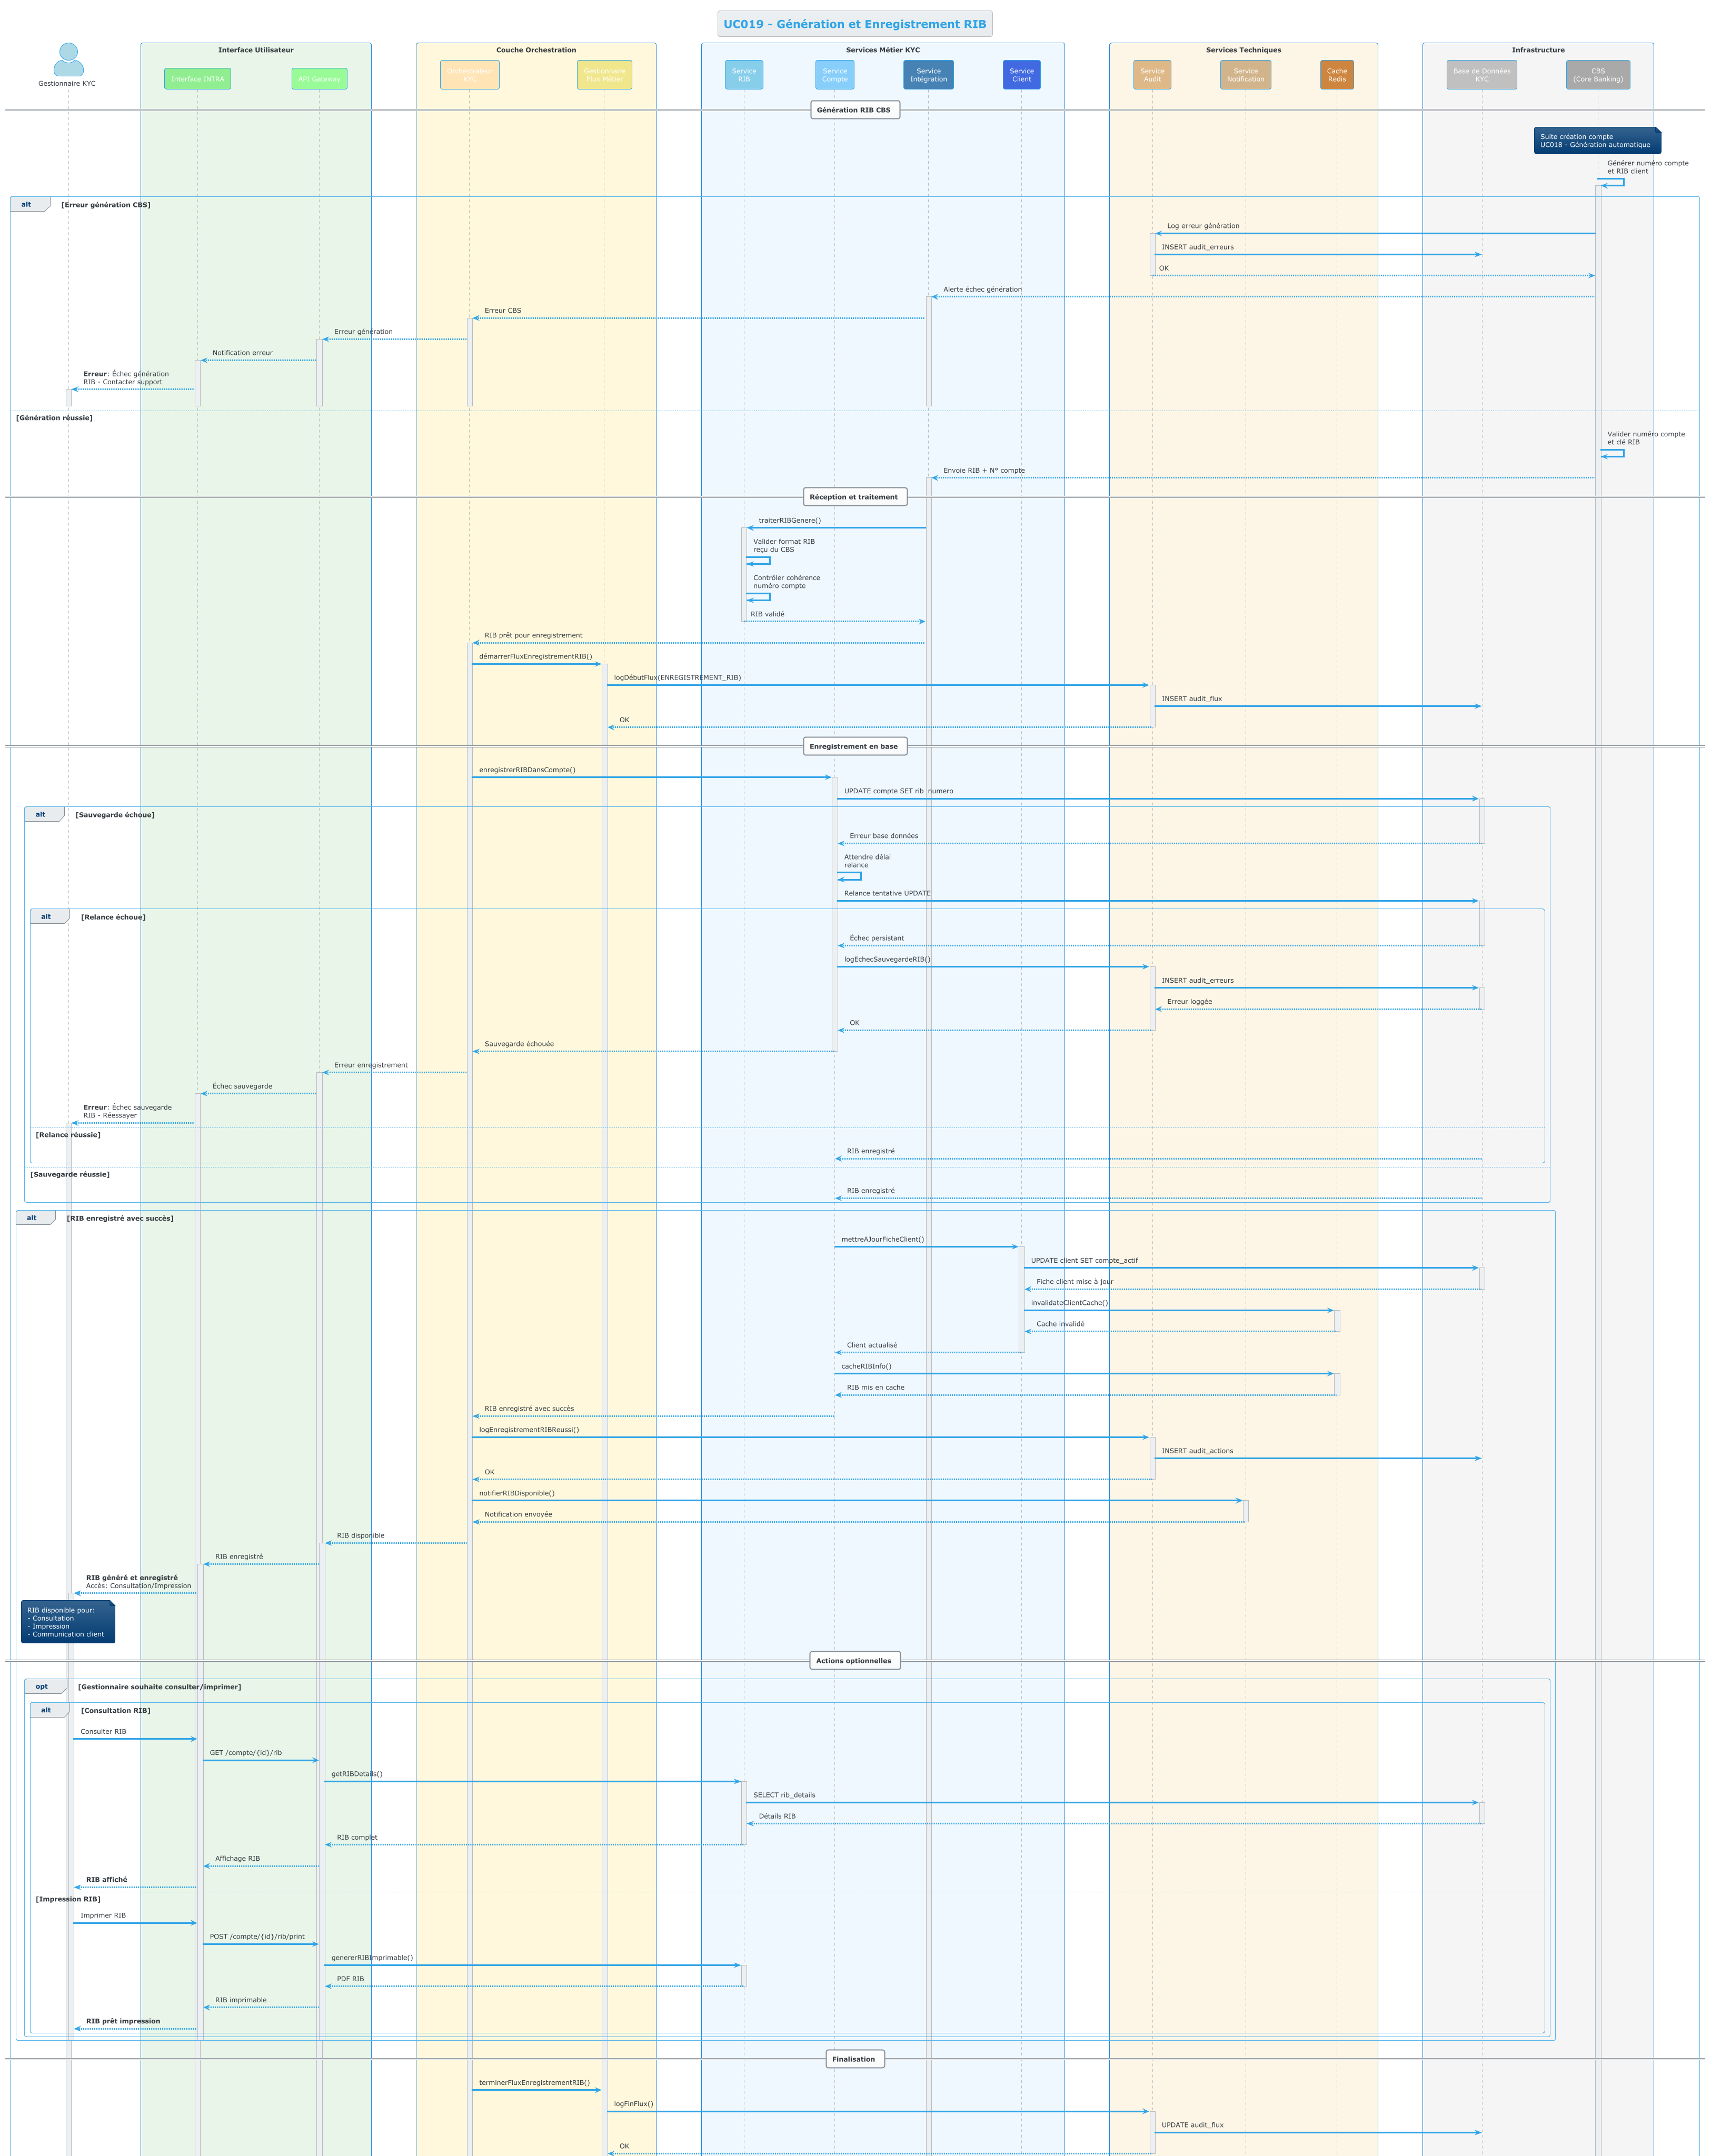 UC019 - Génération et Enregistrement RIB
Interface Utilisateur
Couche Orchestration
Services Métier KYC
Services Techniques
Infrastructure
Gestionnaire KYC
Interface INTRA
API Gateway
Orchestrateur
KYC
Gestionnaire
Flux Métier
Service
RIB
Service
Compte
Service
Intégration
Service
Client
Service
Audit
Service
Notification
Cache
Redis
Base de Données
KYC
CBS
(Core Banking)
Génération RIB CBS
Suite création compte
UC018 - Génération automatique
Générer numéro compte
et RIB client
alt
[Erreur génération CBS]
Log erreur génération
INSERT audit_erreurs
OK
Alerte échec génération
Erreur CBS
Erreur génération
Notification erreur
Erreur: Échec génération
RIB - Contacter support
[Génération réussie]
Valider numéro compte
et clé RIB
Envoie RIB + N° compte
Réception et traitement
traiterRIBGenere()
Valider format RIB
reçu du CBS
Contrôler cohérence
numéro compte
RIB validé
RIB prêt pour enregistrement
démarrerFluxEnregistrementRIB()
logDébutFlux(ENREGISTREMENT_RIB)
INSERT audit_flux
OK
Enregistrement en base
enregistrerRIBDansCompte()
UPDATE compte SET rib_numero
alt
[Sauvegarde échoue]
Erreur base données
Attendre délai
relance
Relance tentative UPDATE
alt
[Relance échoue]
Échec persistant
logEchecSauvegardeRIB()
INSERT audit_erreurs
Erreur loggée
OK
Sauvegarde échouée
Erreur enregistrement
Échec sauvegarde
Erreur: Échec sauvegarde
RIB - Réessayer
[Relance réussie]
RIB enregistré
[Sauvegarde réussie]
RIB enregistré
alt
[RIB enregistré avec succès]
mettreAJourFicheClient()
UPDATE client SET compte_actif
Fiche client mise à jour
invalidateClientCache()
Cache invalidé
Client actualisé
cacheRIBInfo()
RIB mis en cache
RIB enregistré avec succès
logEnregistrementRIBReussi()
INSERT audit_actions
OK
notifierRIBDisponible()
Notification envoyée
RIB disponible
RIB enregistré
RIB généré et enregistré
Accès: Consultation/Impression
RIB disponible pour:
- Consultation
- Impression
- Communication client
Actions optionnelles
opt
[Gestionnaire souhaite consulter/imprimer]
alt
[Consultation RIB]
Consulter RIB
GET /compte/{id}/rib
getRIBDetails()
SELECT rib_details
Détails RIB
RIB complet
Affichage RIB
RIB affiché
[Impression RIB]
Imprimer RIB
POST /compte/{id}/rib/print
genererRIBImprimable()
PDF RIB
RIB imprimable
RIB prêt impression
Finalisation
terminerFluxEnregistrementRIB()
logFinFlux()
UPDATE audit_flux
OK